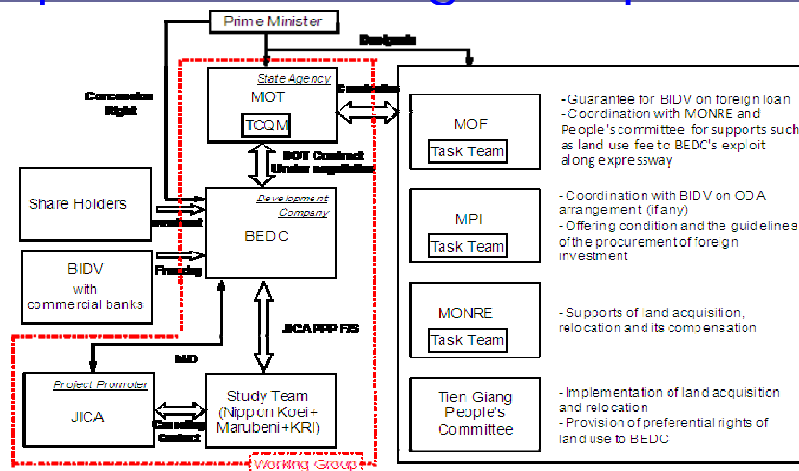 Prime Minister
Designate
State Agency
MOT
TCQM
Concession
Right
Coordination
BOT Contract
Under negotiation
Share Holders
Investment
Development
Company
BEDC
BIDV
with
commercial banks
Financing
JICA PPP F/S
M/D
Project Promoter
JICA
Consulting
Contract
Study Team
(Nippon Koei+
Marubeni+KRI)
Working Group
MOF
Task Team
- Guarantee for BIDV on foreign loan
- Coordination with MONRE and
People's committee for supports such
as land use fee to BEDC's exploit
along expressway
MPI
Task Team
- Coordination with BIDV on ODA
arrangement (if any)
- Offering condition and the guidelines
of the procurement of foreign
investment
MONRE
Task Team
- Supports of land acquisition,
relocation and its compensation
Tien Giang
People's
Committee
- Implementation of land acquisition
and relocation
- Provision of preferential rights of
land use to BEDC